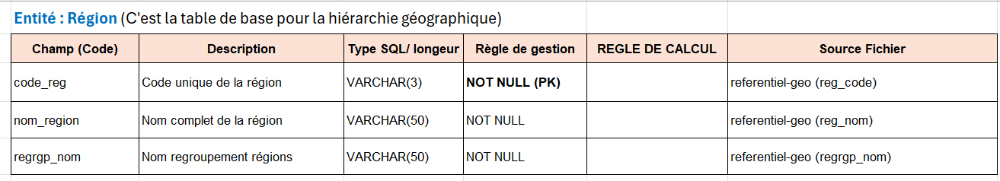 Entité : Région (C'est la table de base pour la hiérarchie géographique)
Champ (Code) Description Type SQL/ longeur Règle de gestion REGLE DE CALCUL Source Fichier
code_reg Code unique de la région VARCHAR(3) NOT NULL (PK) referentiel-geo (reg_code)
nom_region Nom complet de la région VARCHAR(50) NOT NULL referentiel-geo (reg_nom)
regrgp_nom Nom regroupement régions VARCHAR(50) NOT NULL referentiel-geo (regrgp_nom)